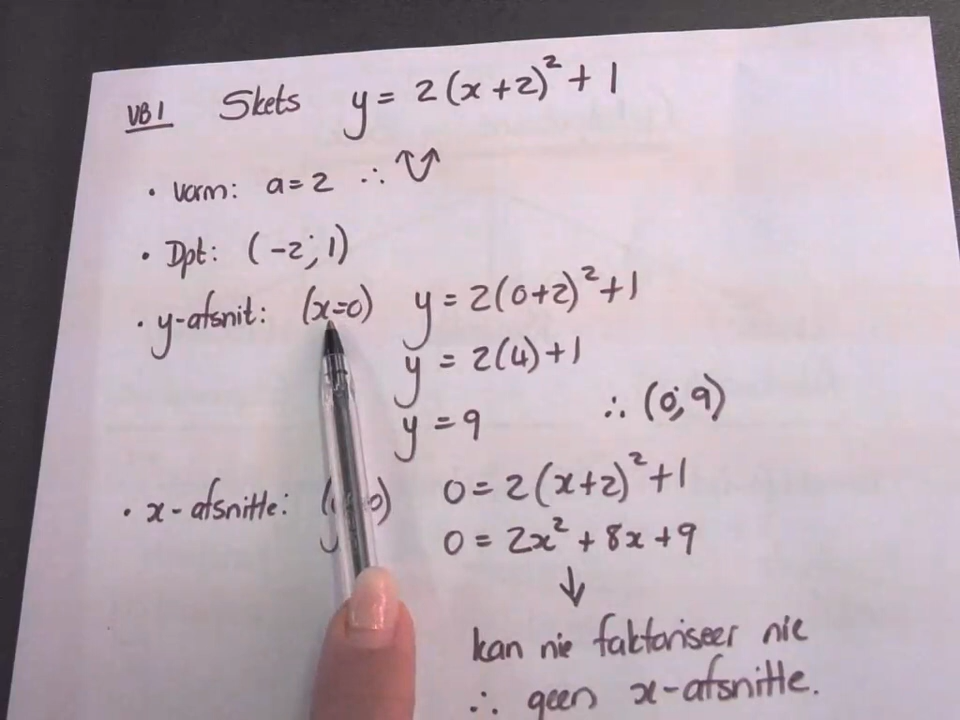 VB1 Skets y = 2(x+2)² + 1
• Vorm: a = 2 ∴
• Dpt: (-2; 1)
• y-afsnit: (x=0) y = 2(0+2)² + 1
y = 2(4) + 1
y = 9 ∴ (0; 9)
• x-afsnitte: 0 = 2(x+2)² + 1
0 = 2x² + 8x + 9
↓
kan nie faktoriseer nie
∴ geen x-afsnitte.